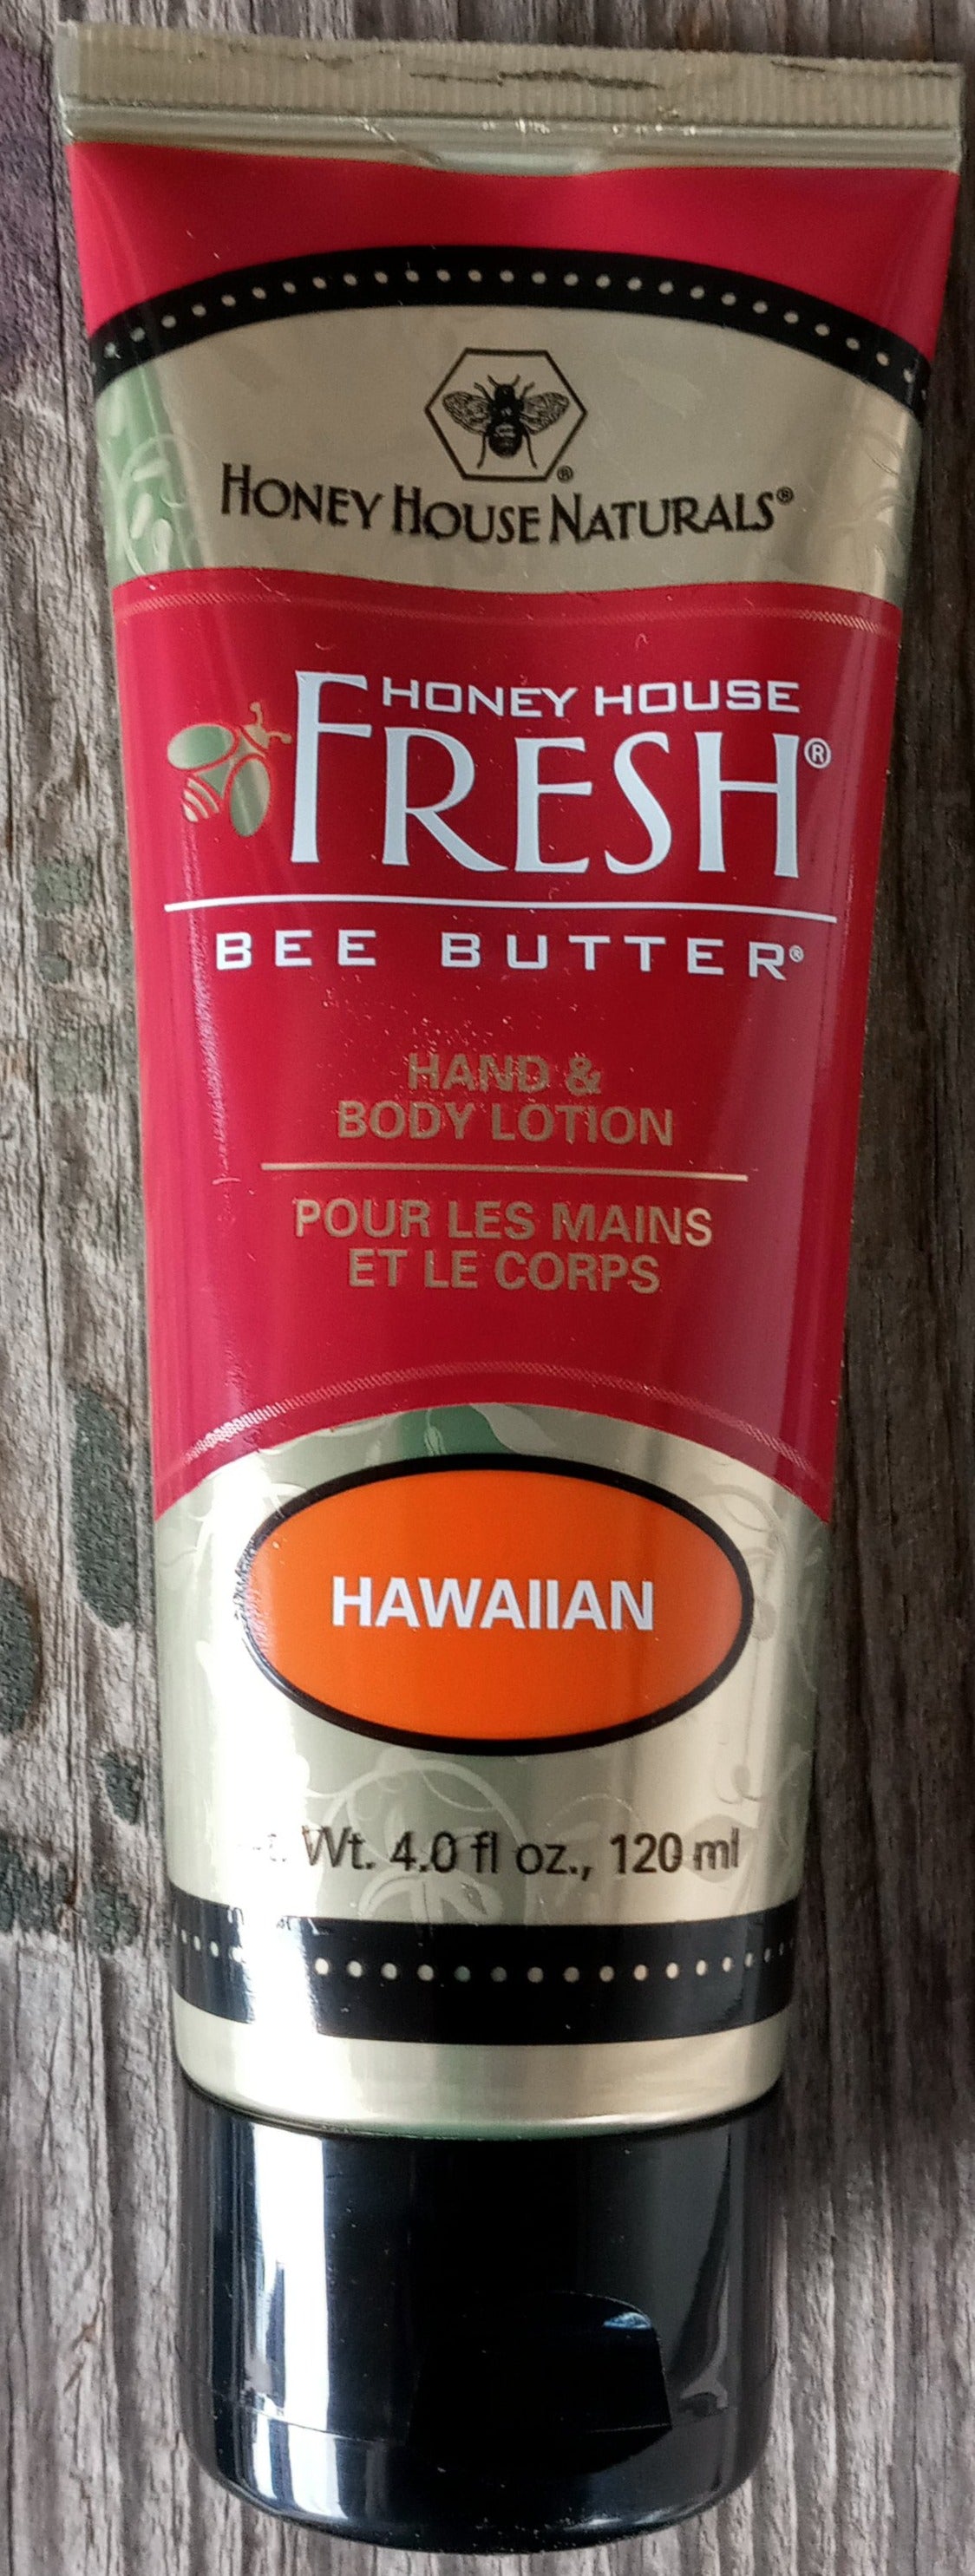 HONEY HOUSE NATURALS®
HONEY HOUSE
FRESH®
BEE BUTTER®
HAND &
BODY LOTION
POUR LES MAINS
ET LE CORPS
HAWAIIAN
Wt. 4.0 fl oz., 120 ml